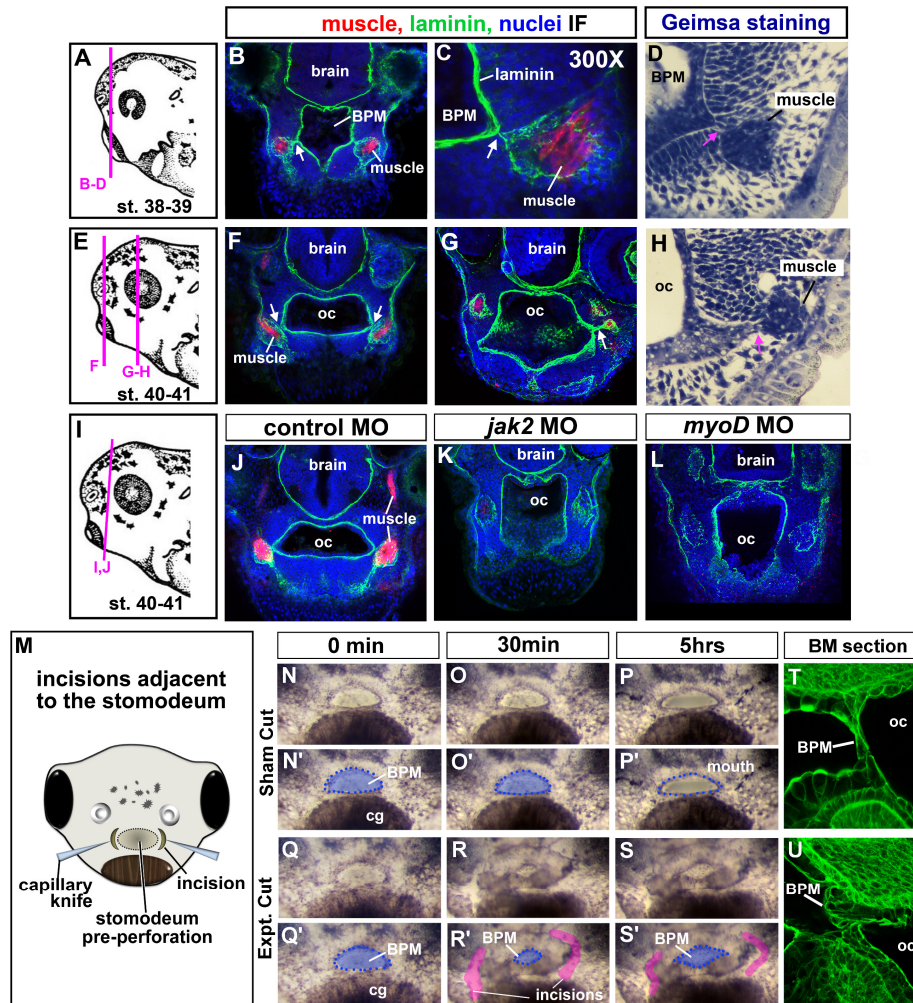 muscle, laminin, nuclei IF
Geimsa staining
A
B-D
st. 38-39
B
brain
BPM
muscle
C
300X
laminin
BPM
muscle
D
BPM
muscle
E
F
G-H
st. 40-41
F
brain
oc
muscle
G
brain
oc
H
muscle
oc
control MO
jak2 MO
myoD MO
I
I,J
st. 40-41
J
brain
muscle
oc
K
brain
oc
L
brain
oc
M
incisions adjacent
to the stomodeum
capillary
knife
incision
stomodeum
pre-perforation
0 min
30min
5hrs
BM section
Sham Cut
N
O
P
N'
BPM
cg
O'
P'
mouth
Expt. Cut
Q
R
S
Q'
BPM
cg
R'
BPM
incisions
S'
BPM
T
oc
BPM
U
BPM
oc